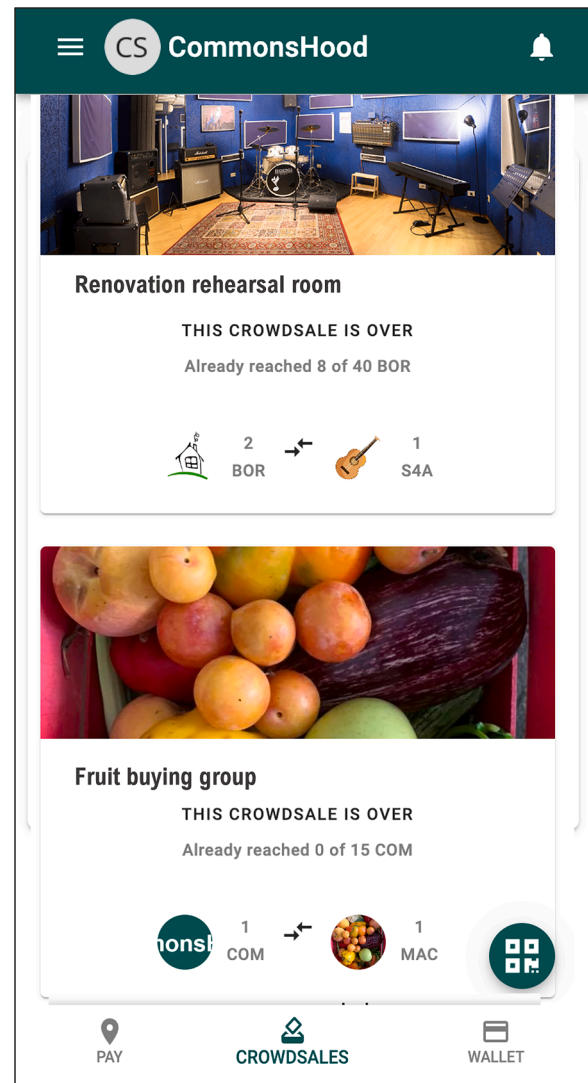 CS CommonsHood
Renovation rehearsal room
THIS CROWDSALE IS OVER
Already reached 8 of 40 BOR
2
BOR
1
S4A
Fruit buying group
THIS CROWDSALE IS OVER
Already reached 0 of 15 COM
1
COM
1
MAC
PAY
CROWDSALES
WALLET